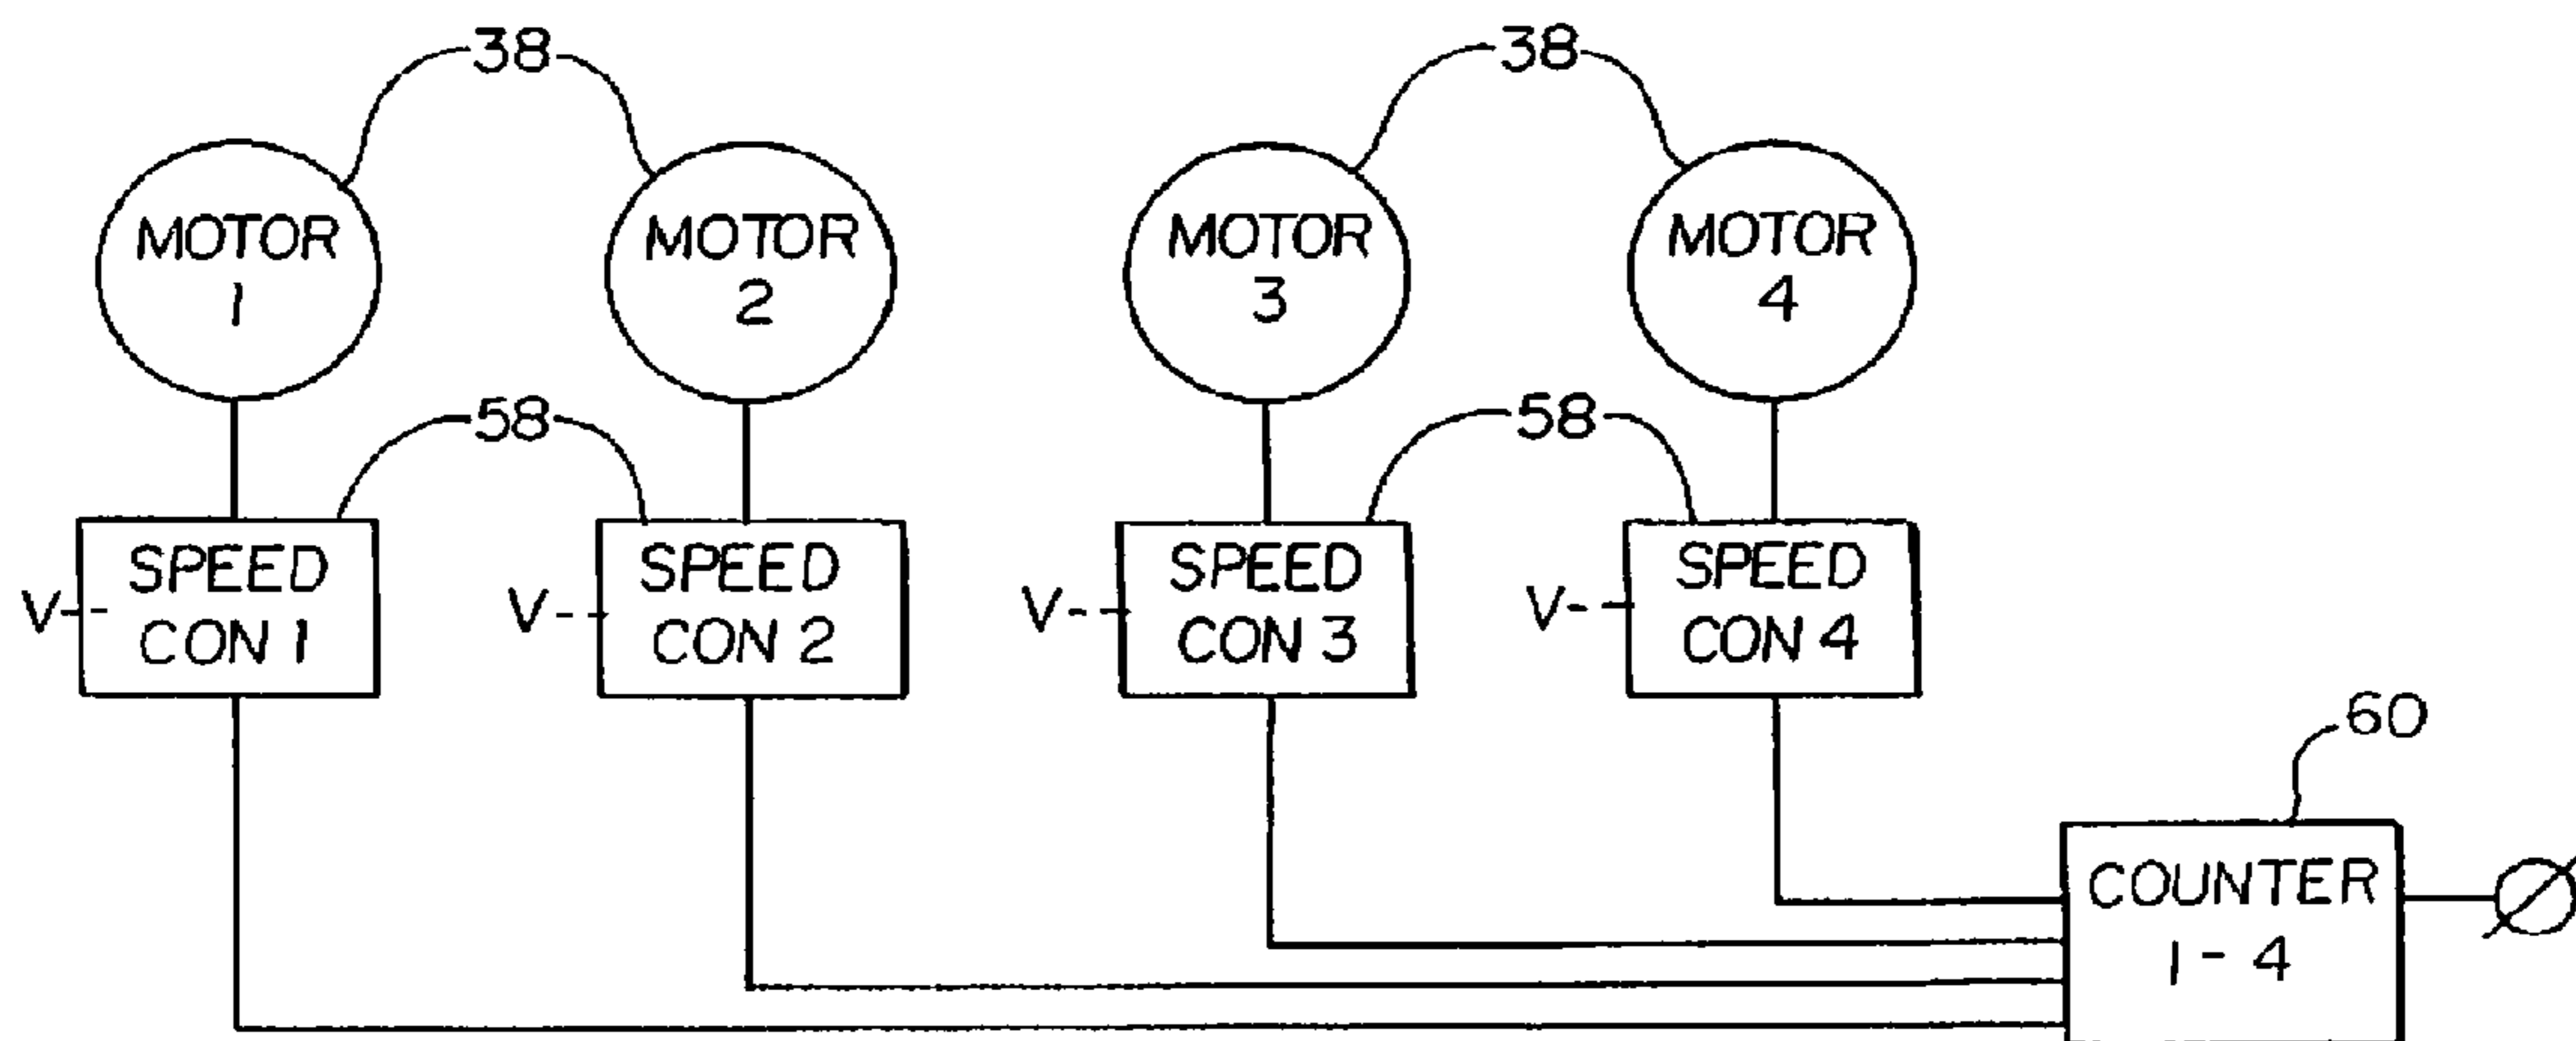 38 38
MOTOR 1
MOTOR 2
MOTOR 3
MOTOR 4
58 58
V-- SPEED CON 1
V-- SPEED CON 2
V-- SPEED CON 3
V-- SPEED CON 4
60
COUNTER
1-4